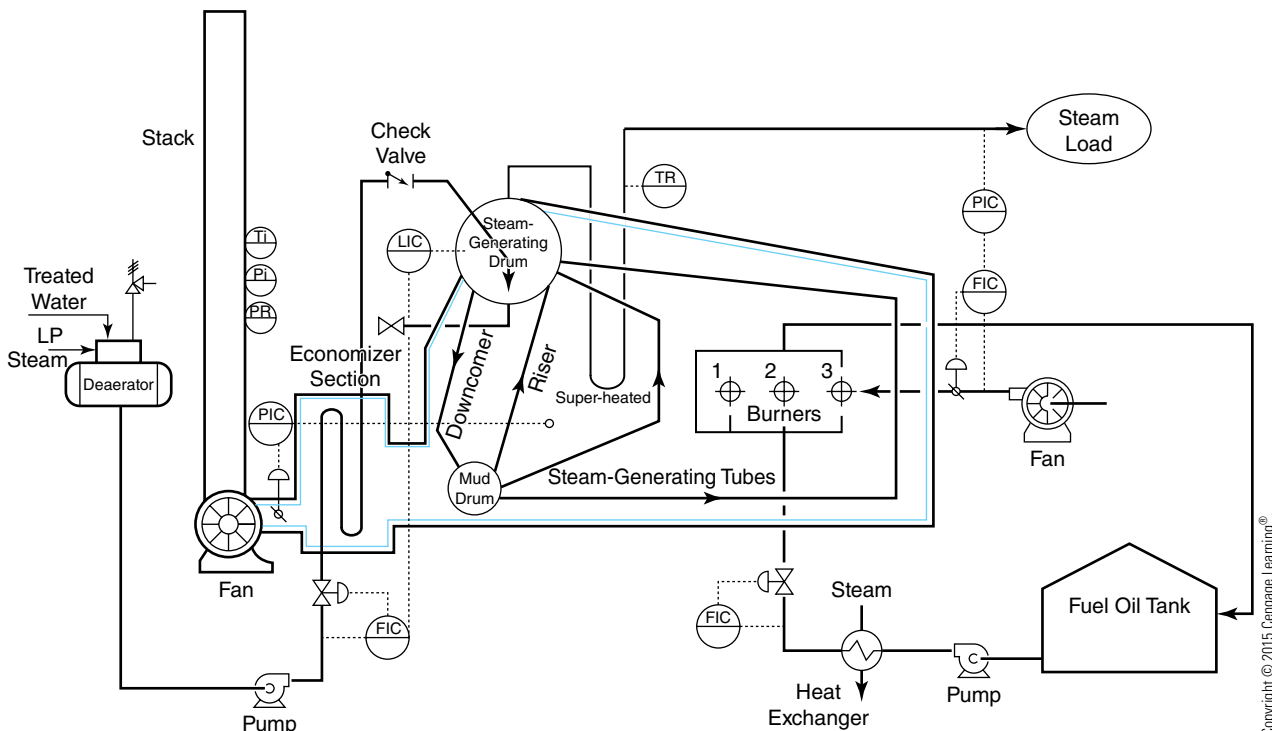 Stack
Check
Valve
Steam
Load
TR
PIC
Steam-
Generating
Drum
LIC
Ti
Pi
PR
FIC
Treated
Water
LP
Steam
Deaerator
Economizer
Section
Downcomer
Riser
Super-heated
1 2 3
Burners
PIC
Fan
Mud
Drum
Steam-Generating Tubes
Fan
FIC
Pump
FIC
Steam
Heat
Exchanger
C
Pump
Fuel Oil Tank
C
Copyright © 2015 Cengage Learning®